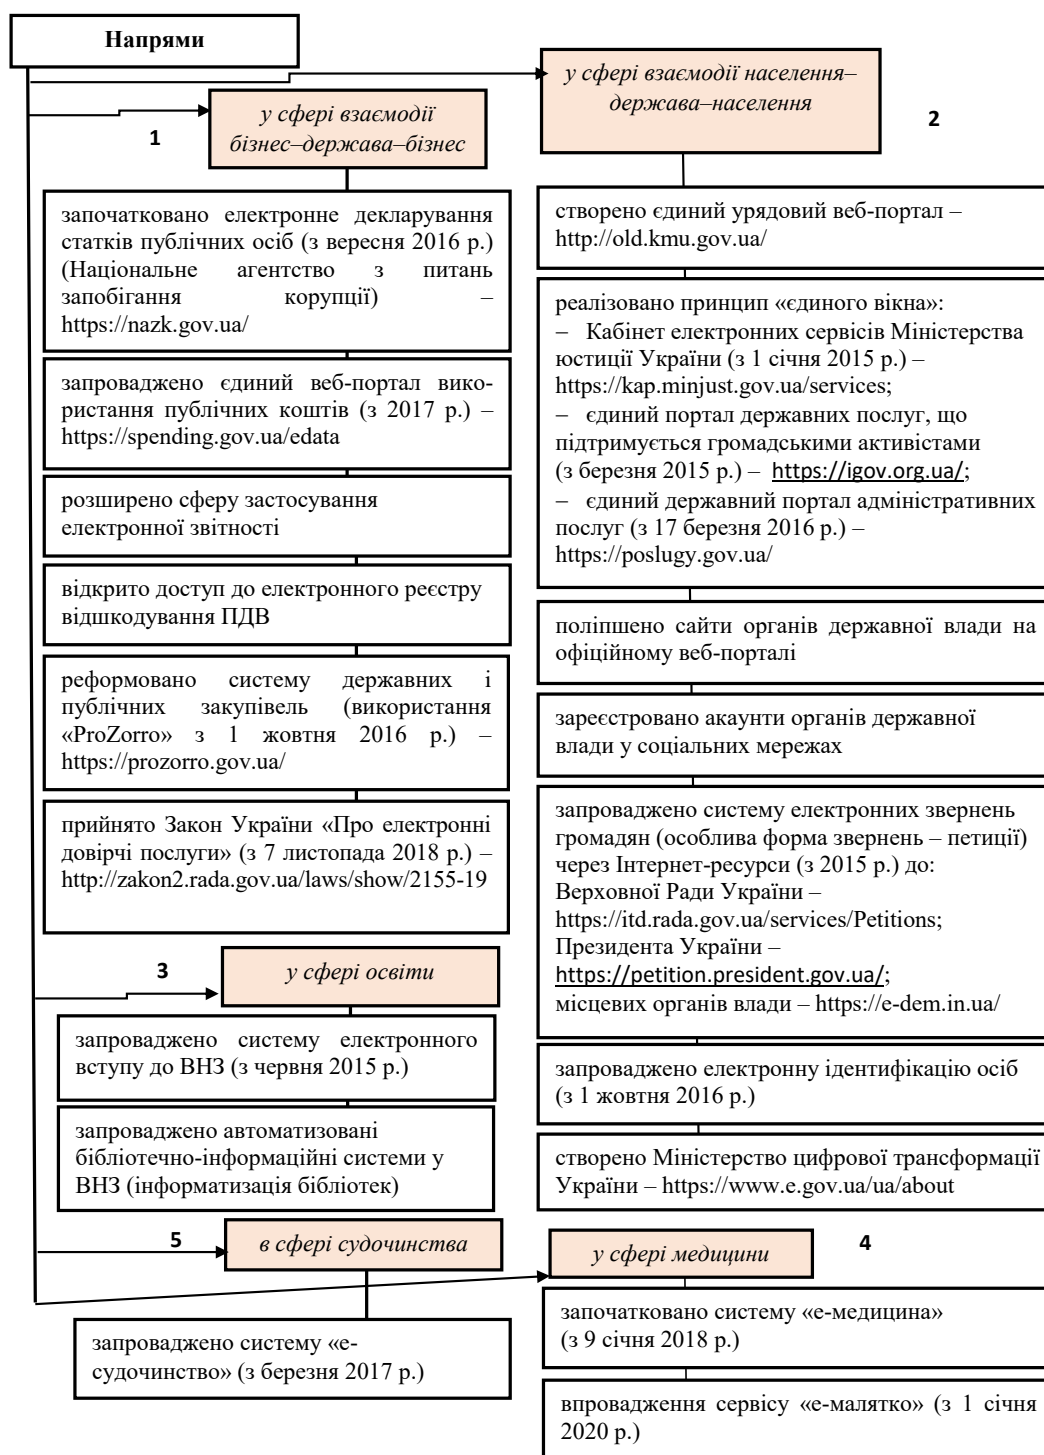 Напрями
1
у сфері взаємодії
бізнес–держава–бізнес
започатковано електронне декларування
статків публічних осіб (з вересня 2016 р.)
(Національне агентство з питань
запобігання корупції) –
https://nazk.gov.ua/
запроваджено єдиний веб-портал вико-
ристання публічних коштів (з 2017 р.) –
https://spending.gov.ua/edata
розширено сферу застосування
електронної звітності
відкрито доступ до електронного реєстру
відшкодування ПДВ
реформовано систему державних і
публічних закупівель (використання
«ProZorro» з 1 жовтня 2016 р.) –
https://prozorro.gov.ua/
прийнято Закон України «Про електронні
довірчі послуги» (з 7 листопада 2018 р.) –
http://zakon2.rada.gov.ua/laws/show/2155-19
у сфері взаємодії населення–
держава–населення
2
створено єдиний урядовий веб-портал –
http://old.kmu.gov.ua/
реалізовано принцип «єдиного вікна»:
– Кабінет електронних сервісів Міністерства
юстиції України (з 1 січня 2015 р.) –
https://kap.minjust.gov.ua/services;
– єдиний портал державних послуг, що
підтримується громадськими активістами
(з березня 2015 р.) – https://igov.org.ua/;
– єдиний державний портал адміністративних
послуг (з 17 березня 2016 р.) –
https://poslugy.gov.ua/
поліпшено сайти органів державної влади на
офіційному веб-порталі
зареєстровано акаунти органів державної
влади у соціальних мережах
запроваджено систему електронних звернень
громадян (особлива форма звернень – петиції)
через Інтернет-ресурси (з 2015 р.) до:
Верховної Ради України –
https://itd.rada.gov.ua/services/Petitions;
Президента України –
https://petition.president.gov.ua/;
місцевих органів влади – https://e-dem.in.ua/
запроваджено електронну ідентифікацію осіб
(з 1 жовтня 2016 р.)
створено Міністерство цифрової трансформації
України – https://www.e.gov.ua/ua/about
3
у сфері освіти
запроваджено систему електронного
вступу до ВНЗ (з червня 2015 р.)
запроваджено автоматизовані
бібліотечно-інформаційні системи у
ВНЗ (інформатизація бібліотек)
5
в сфері судочинства
запроваджено систему «е-
судочинство» (з березня 2017 р.)
у сфері медицини
4
започатковано систему «е-медицина»
(з 9 січня 2018 р.)
впровадження сервісу «е-малятко» (з 1 січня
2020 р.)